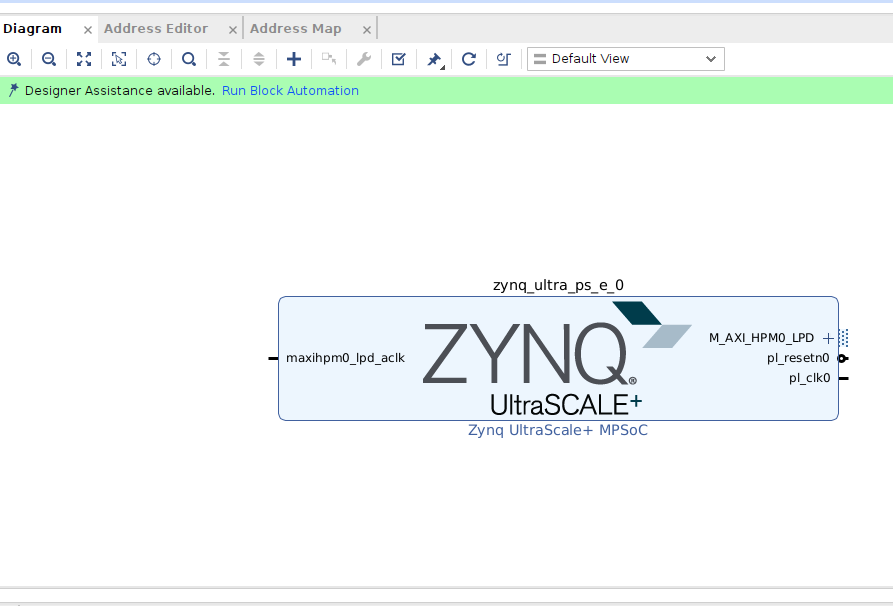 Diagram
Address Editor
Address Map
Default View
Designer Assistance available. Run Block Automation
zynq_ultra_ps_e_0
maxihpm0_lpd_aclk
ZYNQ®
UltraSCALE+
M_AXI_HPM0_LPD
pl_resetn0
pl_clk0
Zynq UltraScale+ MPSoC